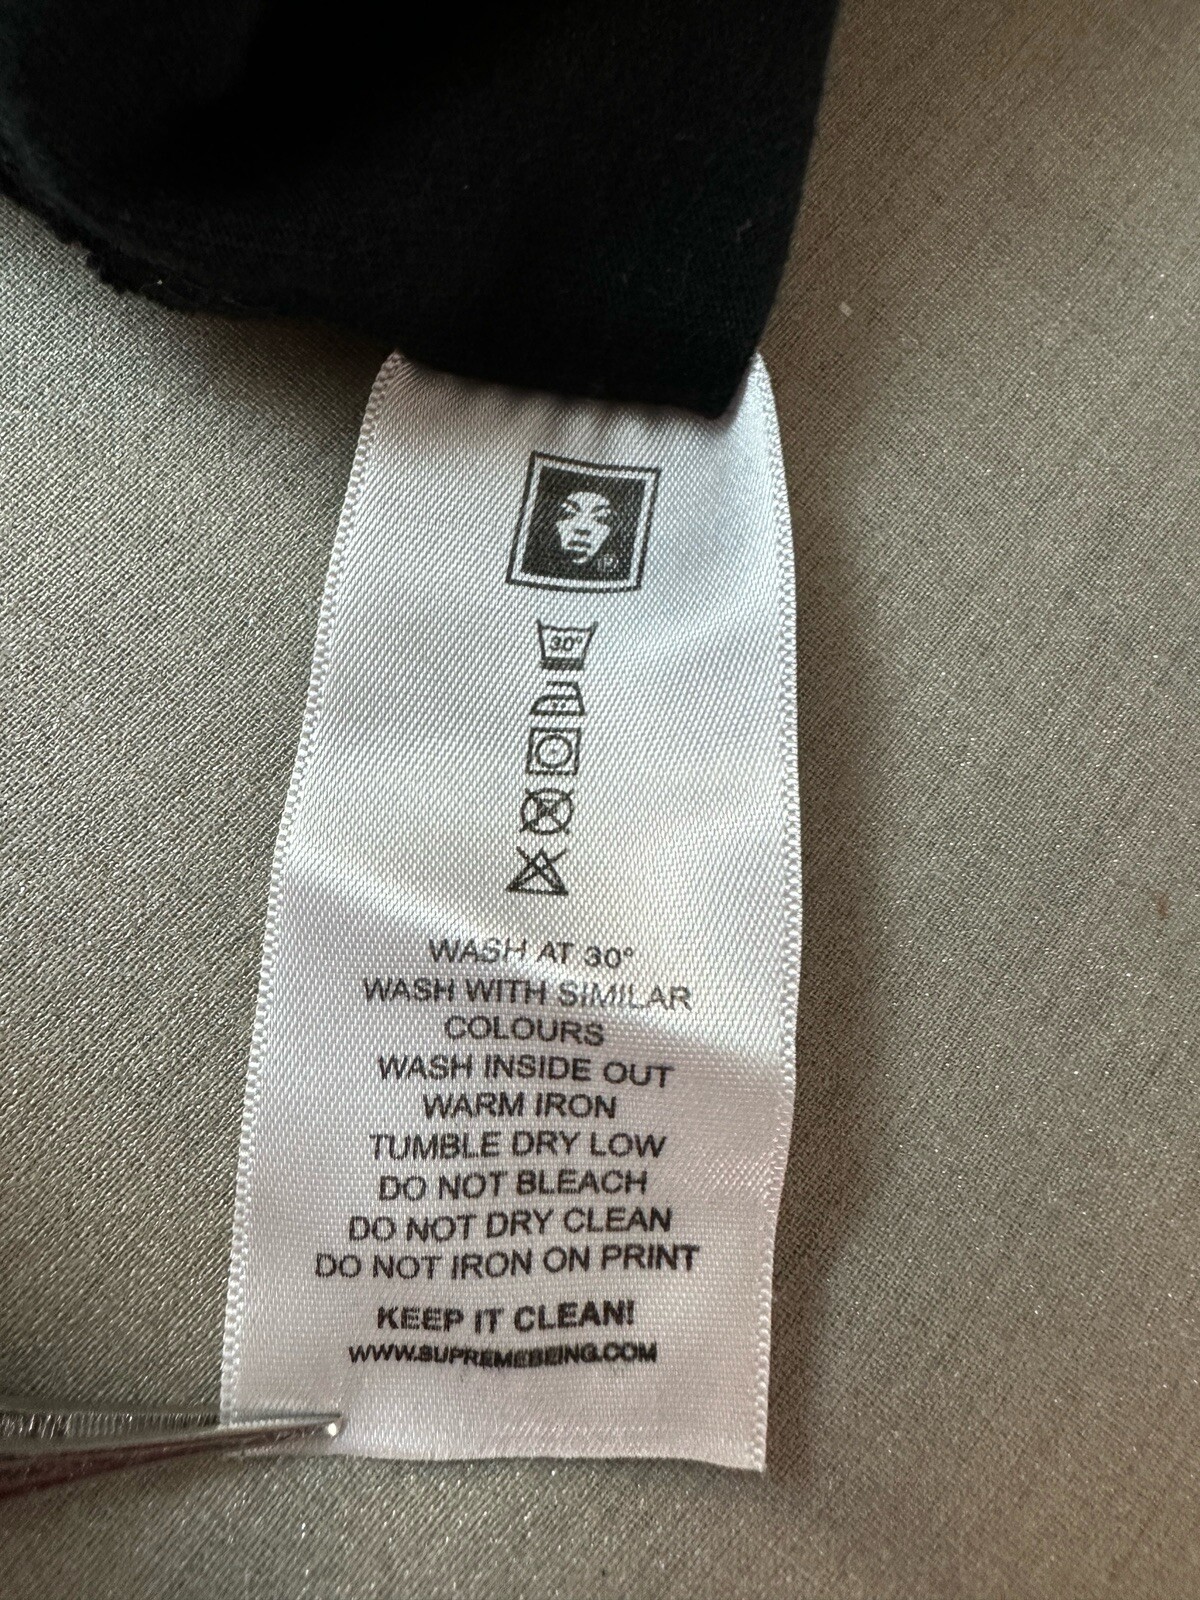 ®
30°
WASH AT 30°
WASH WITH SIMILAR
COLOURS
WASH INSIDE OUT
WARM IRON
TUMBLE DRY LOW
DO NOT BLEACH
DO NOT DRY CLEAN
DO NOT IRON ON PRINT
KEEP IT CLEAN!
WWW.SUPREMEBEING.COM